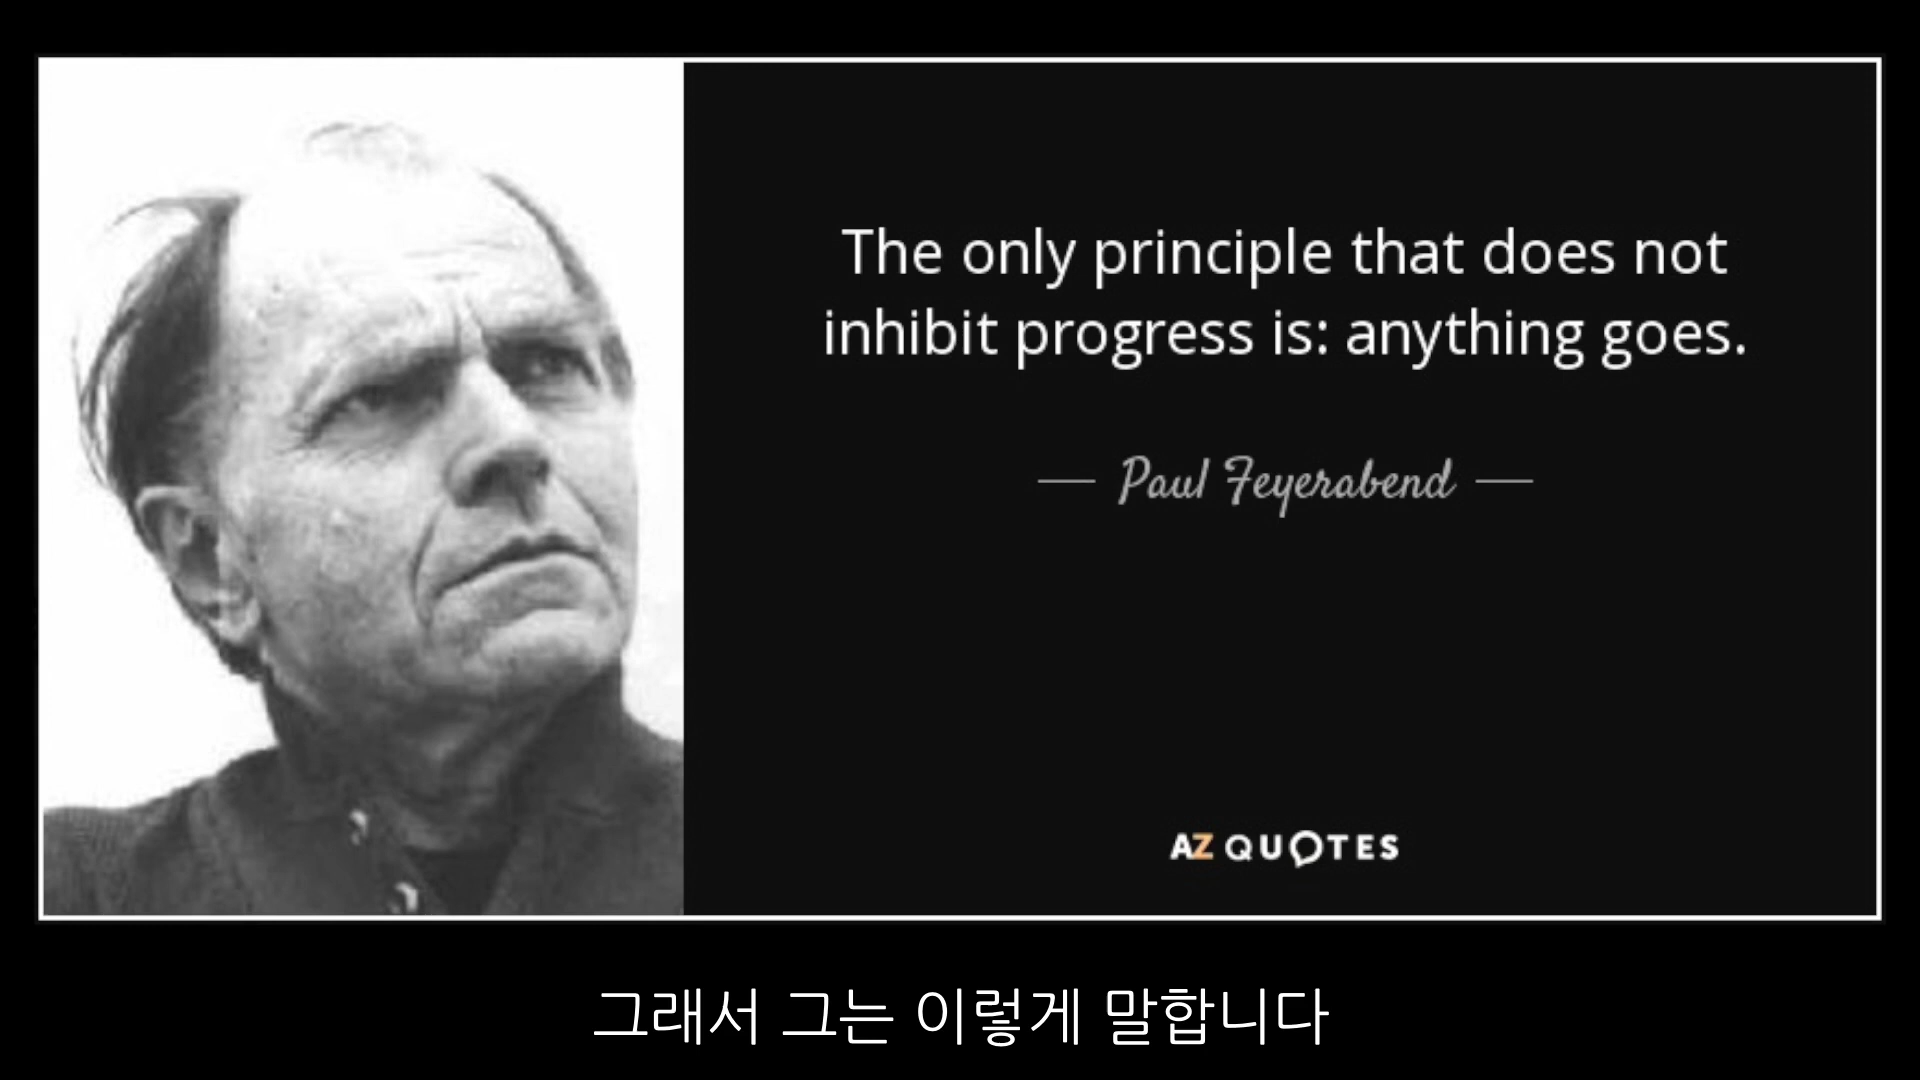 The only principle that does not
inhibit progress is: anything goes.
Paul Feyerabend
AZ QUOTES
그래서 그는 이렇게 말합니다